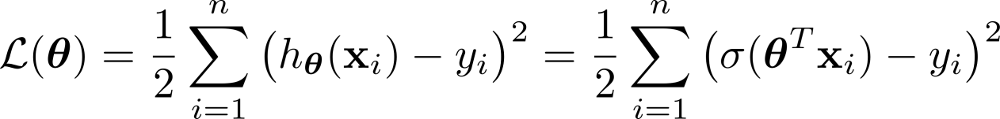 ℒ(𝜽) = 1/2 ∑_{i=1}^{n} (h_𝜽(𝐱_i) − y_i)² = 1/2 ∑_{i=1}^{n} (σ(𝜽^T 𝐱_i) − y_i)²